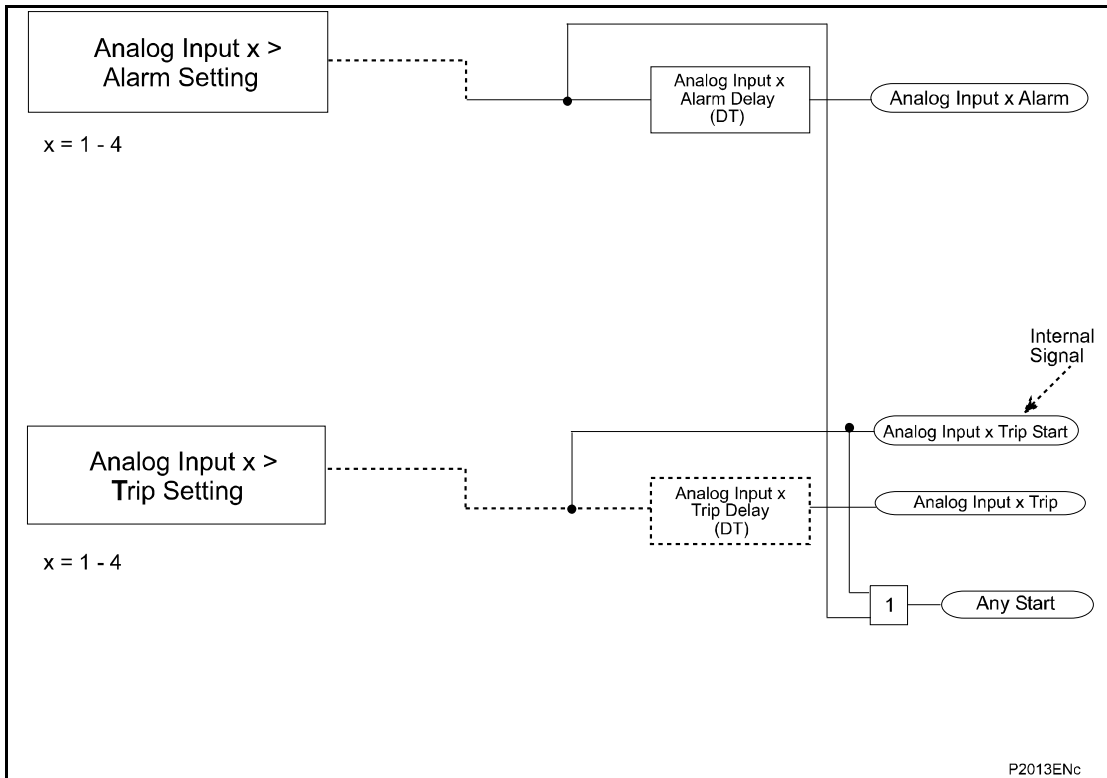 Analog Input x >
Alarm Setting
x = 1 - 4
Analog Input x
Alarm Delay
(DT)
Analog Input x Alarm
Internal
Signal
Analog Input x Trip Start
Analog Input x >
Trip Setting
x = 1 - 4
Analog Input x
Trip Delay
(DT)
Analog Input x Trip
1
Any Start
P2013ENc